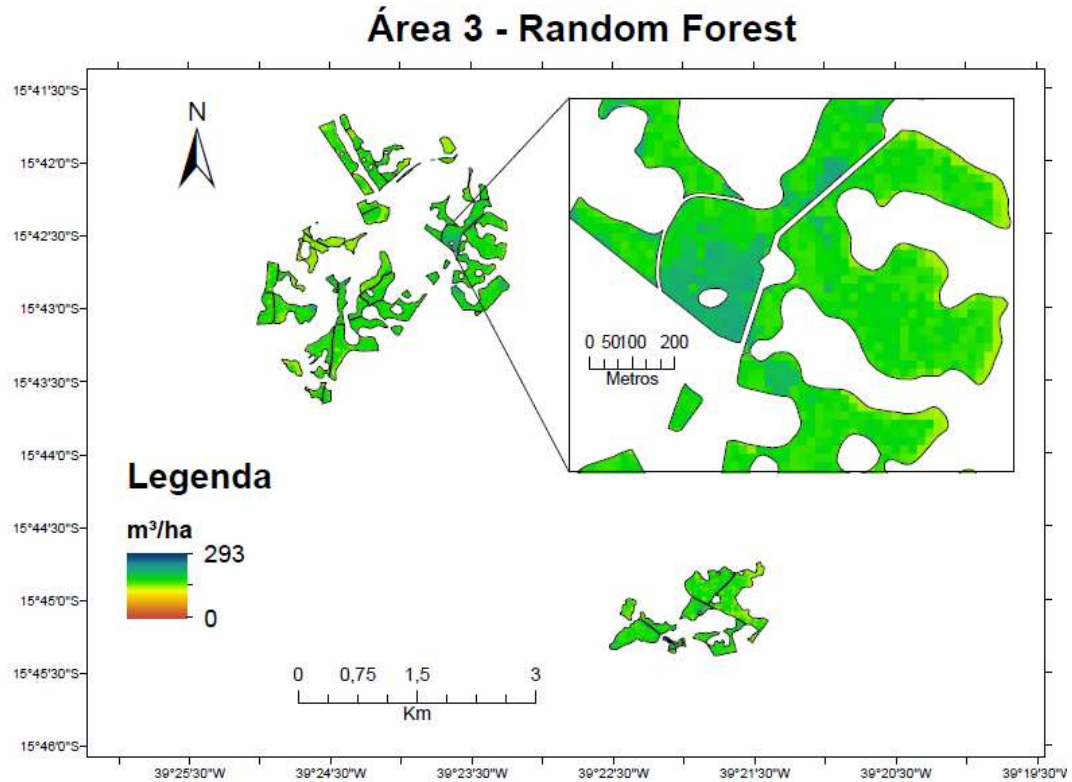 Área 3 - Random Forest
15°41'30"S
15°42'0"S
15°42'30"S
15°43'0"S
15°43'30"S
15°44'0"S
15°44'30"S
15°45'0"S
15°45'30"S
15°46'0"S
N
0 50100 200
Metros
Legenda
m³/ha
293
0
0 0,75 1,5 3
Km
39°25'30"W 39°24'30"W 39°23'30"W 39°22'30"W 39°21'30"W 39°20'30"W 39°19'30"W